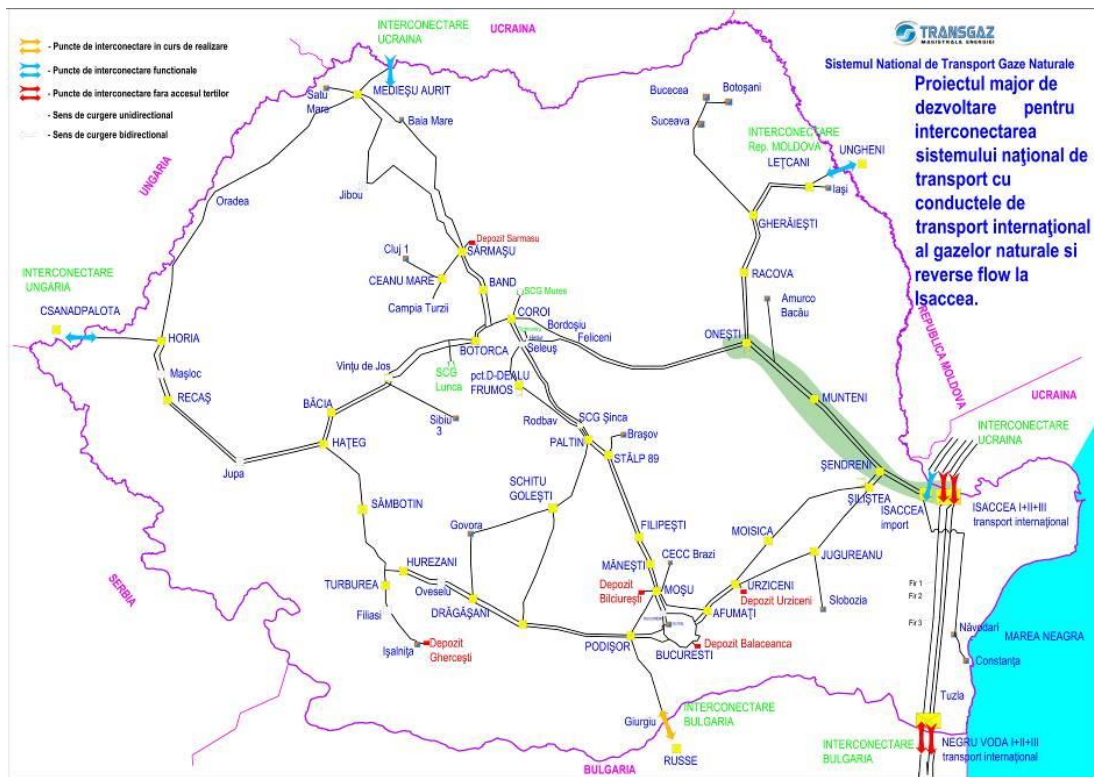 INTERCONECTARE
UCRAINA
UCRAINA
TRANSGAZ
MAGISTRALA ENERGIEI
- Puncte de interconectare in curs de realizare
- Puncte de interconectare functionale
- Puncte de interconectare fara accesul tertilor
- Sens de curgere unidirectional
- Sens de curgere bidirectional
Sistemul National de Transport Gaze Naturale
Proiectul major de
dezvoltare pentru
interconectarea
sistemului naţional de
transport cu
conductele de
transport internaţional
al gazelor naturale si
reverse flow la
Isaccea.
Satu
Mare
MEDIEŞU AURIT
Baia Mare
Bucecea
Botoşani
Suceava
INTERCONECTARE
Rep. MOLDOVA
LEŢCANI
UNGHENI
Iaşi
UNGARIA
Oradea
Jibou
GHERĂIEŞTI
Cluj 1
Depozit Sarmasu
SĂRMAŞU
INTERCONECTARE
UNGARIA
CSANADPALOTA
CEANU MARE
BAND
RACOVA
Campia Turzii
SCG Mures
COROI
Bordoşiu
Feliceni
Amurco
Bacău
ONEŞTI
REPUBLICA MOLDOVA
HORIA
BOTORCA
Seleuş
Vinţu de Jos
SCG
Lunca
pct.D-DEALU
FRUMOS
Maşloc
RECAŞ
BĂCIA
Sibiu
3
MUNTENI
UCRAINA
Rodbav
SCG Şinca
PALTIN
Braşov
STÂLP 89
INTERCONECTARE
UCRAINA
HAŢEG
Jupa
ŞENDRENI
SCHITU
GOLEŞTI
ŞILIŞTEA
ISACCEA
import
ISACCEA I+II+III
transport internaţional
SÂMBOTIN
Govora
FILIPEŞTI
MOISICA
JUGUREANU
HUREZANI
MĂNEŞTI
CECC Brazi
TURBUREA
Oveselu
Depozit
Bilciureşti
MOŞU
URZICENI
Depozit Urziceni
Slobozia
Fir 1
Fir 2
Fir 3
SERBIA
Filiasi
DRĂGĂŞANI
AFUMAŢI
Işalniţa
Depozit
Gherceşti
PODIŞOR
BUCURESTI
Depozit Balaceanca
Năvodari
MAREA NEAGRA
Constanţa
Tuzla
Giurgiu
INTERCONECTARE
BULGARIA
RUSSE
BULGARIA
INTERCONECTARE
BULGARIA
NEGRU VODA I+II+III
transport internaţional